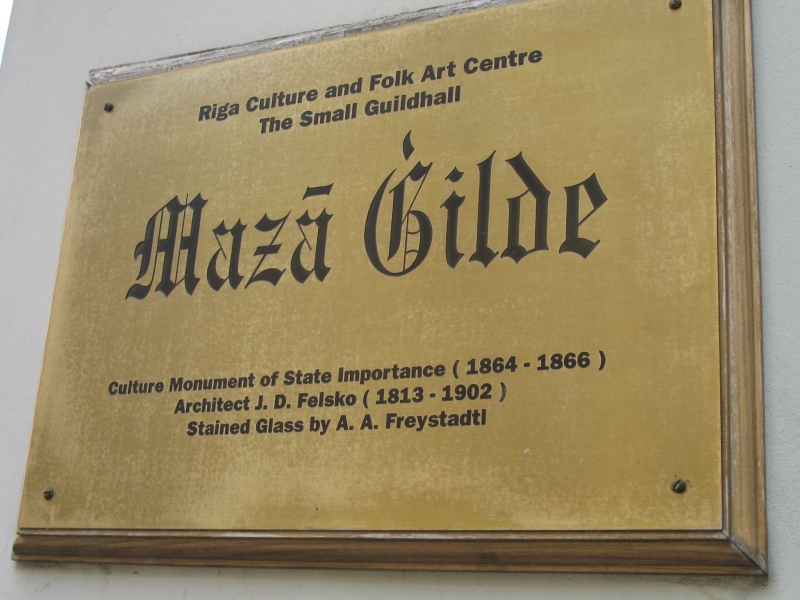 Riga Culture and Folk Art Centre
The Small Guildhall
Mazā Ģilde
Culture Monument of State Importance ( 1864 - 1866 )
Architect J. D. Felsko ( 1813 - 1902 )
Stained Glass by A. A. Freystadtl